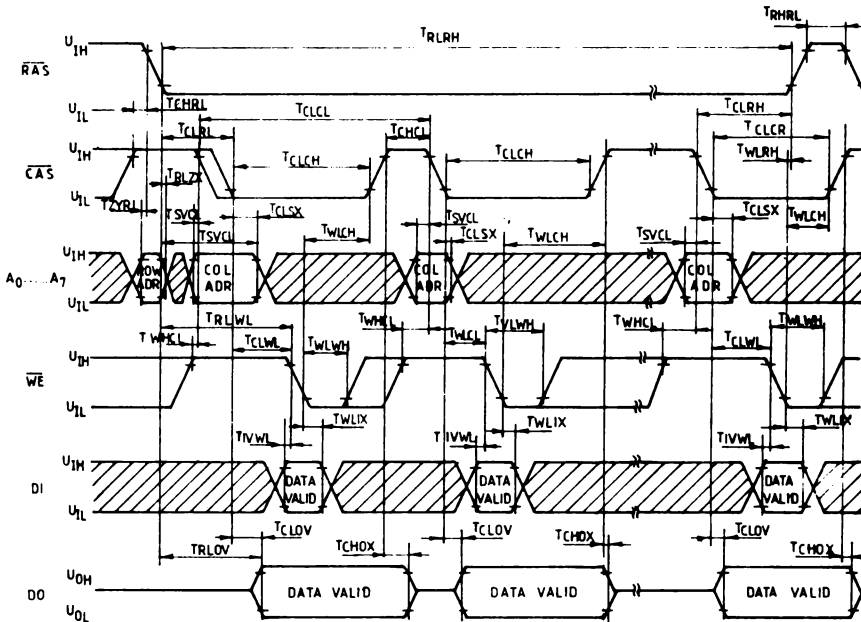 TRHRL
UIH
TRLRH
RAS
UIL
TCHRL
TCLCL
TCLRH
TCLRL
TCHCL
TCLCR
UIH
TCLCH
TCLCH
TWLRH
CAS
TRLZX
UIL
TZVRL
TSVCL
TCLSX
TSVCL
TCLSX
TWLCH
TSVCL
TWLCH
TWLCH
TSVCL
TCLSX
UIH
A0.....A7
ROW ADR
COL ADR
COL ADR
COL ADR
UIL
TRLWL
TWHCL
TWLCL
TVLWH
TWHCL
TWLWH
TWHCL
TCLWL
TWLWH
TCLWL
UIH
WE
UIL
TWLIX
TWLIX
TWLIX
TIVWL
TIVWL
TIVWL
UIH
DI
DATA VALID
DATA VALID
DATA VALID
UIL
TCLOV
TCLOV
TCLOV
TRLOV
TCHOX
TCHOX
TCHOX
UOH
DO
DATA VALID
DATA VALID
DATA VALID
UOL